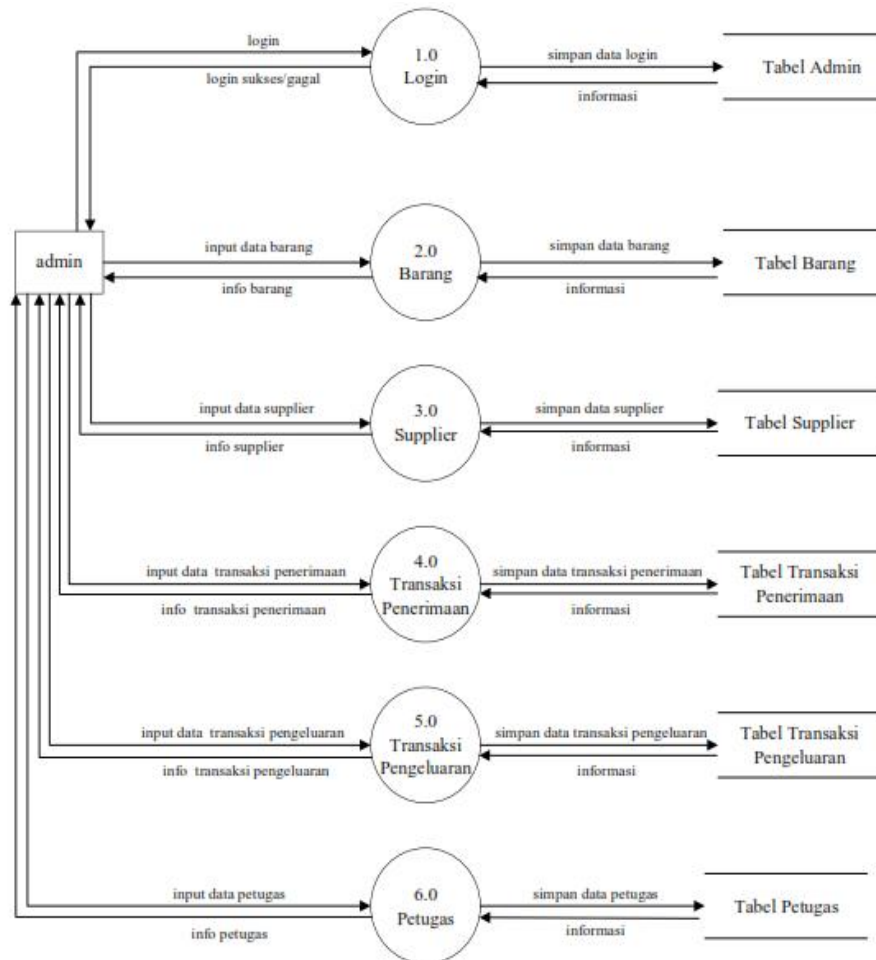 login
1.0
Login
simpan data login
Tabel Admin
login sukses/gagal
informasi
admin
input data barang
2.0
Barang
simpan data barang
Tabel Barang
info barang
informasi
input data supplier
3.0
Supplier
simpan data supplier
Tabel Supplier
info supplier
informasi
input data transaksi penerimaan
4.0
Transaksi
Penerimaan
simpan data transaksi penerimaan
Tabel Transaksi
Penerimaan
info transaksi penerimaan
informasi
input data transaksi pengeluaran
5.0
Transaksi
Pengeluaran
simpan data transaksi pengeluaran
Tabel Transaksi
Pengeluaran
info transaksi pengeluaran
informasi
input data petugas
6.0
Petugas
simpan data petugas
Tabel Petugas
info petugas
informasi